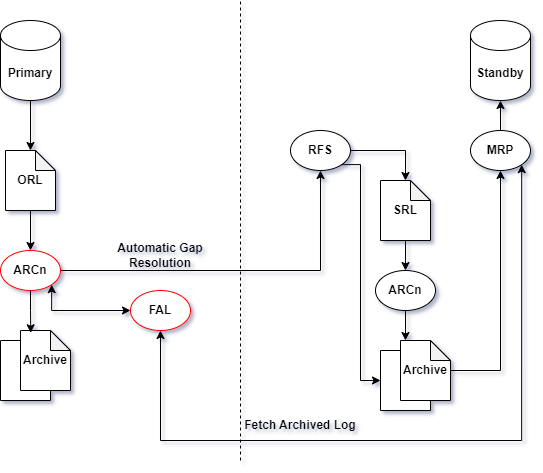 Primary
Standby
RFS
MRP
ORL
SRL
Automatic Gap
Resolution
ARCn
ARCn
FAL
Archive
Archive
Fetch Archived Log